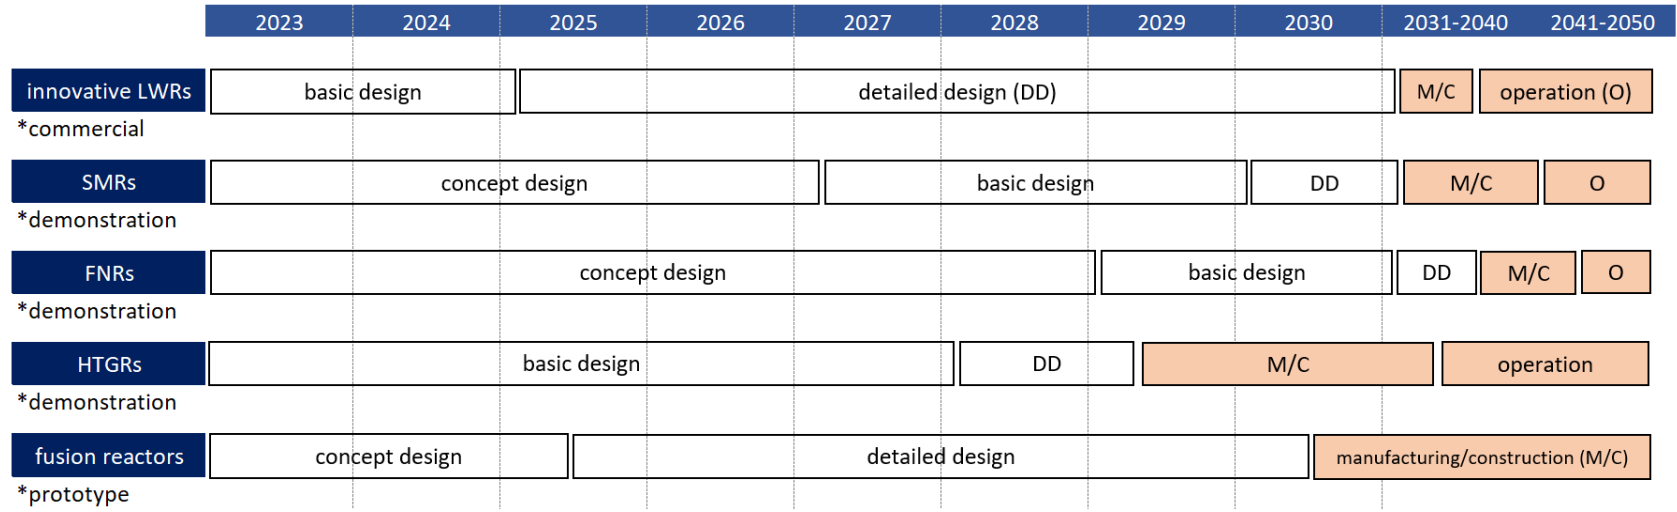 2023 2024 2025 2026 2027 2028 2029 2030 2031-2040 2041-2050
innovative LWRs basic design detailed design (DD) M/C operation (O)
*commercial
SMRs concept design basic design DD M/C O
*demonstration
FNRs concept design basic design DD M/C O
*demonstration
HTGRs basic design DD M/C operation
*demonstration
fusion reactors concept design detailed design manufacturing/construction (M/C)
*prototype